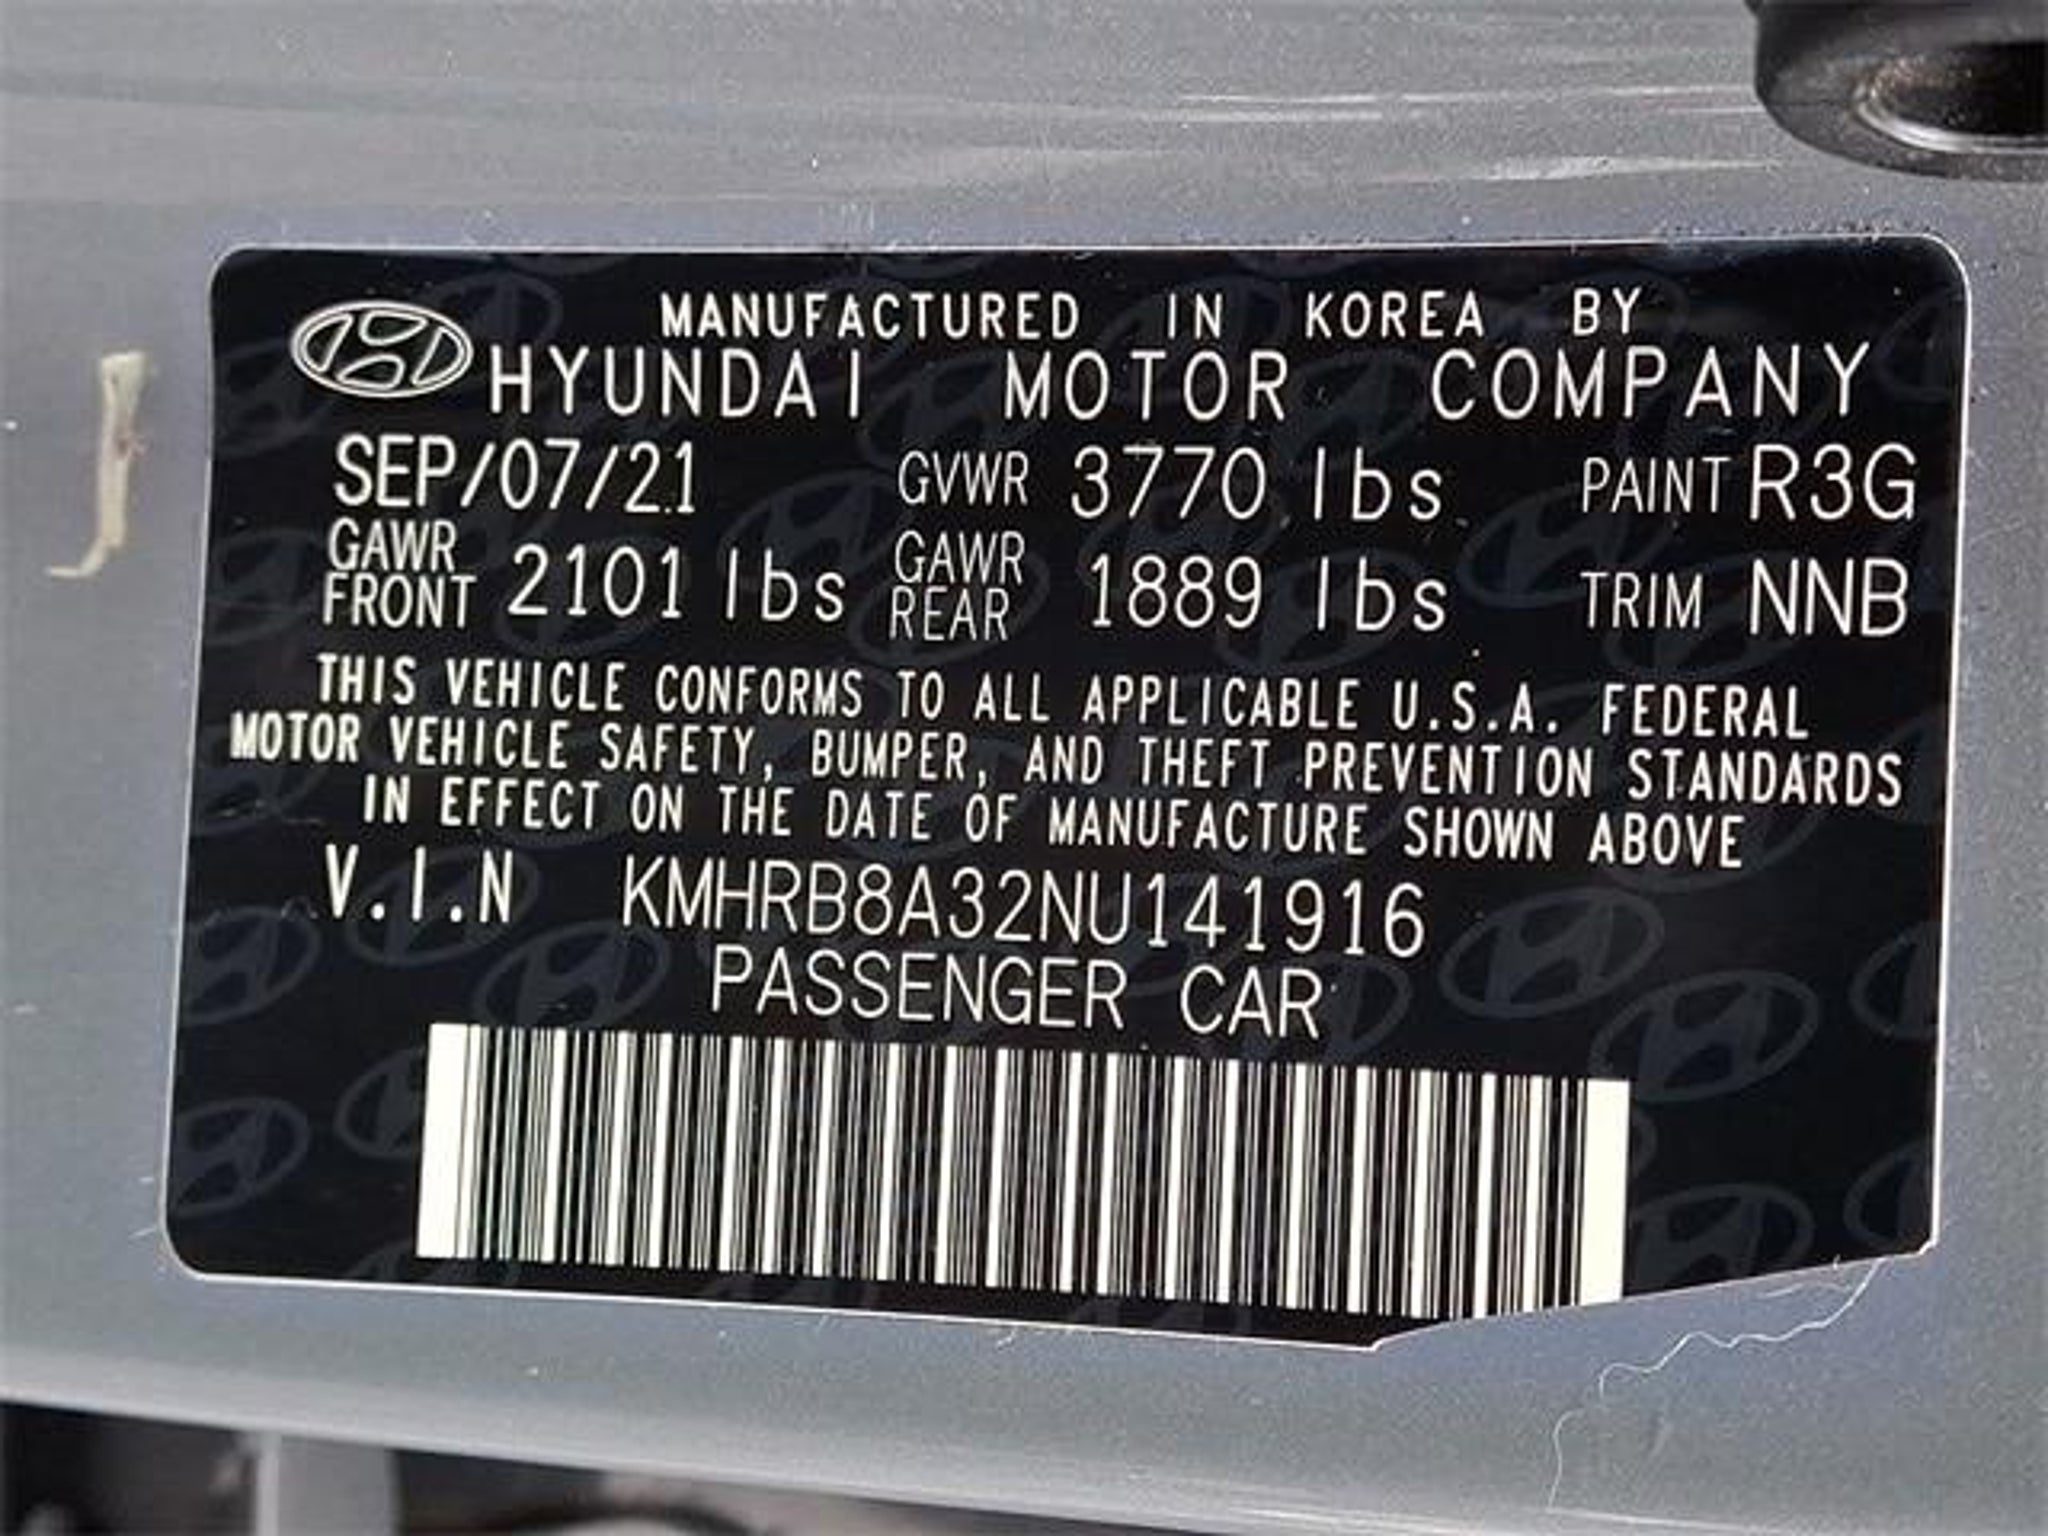 MANUFACTURED IN KOREA BY
HYUNDAI MOTOR COMPANY
SEP/07/21 GVWR 3770 lbs PAINT R3G
GAWR FRONT 2101 lbs GAWR REAR 1889 lbs TRIM NNB
THIS VEHICLE CONFORMS TO ALL APPLICABLE U.S.A. FEDERAL
MOTOR VEHICLE SAFETY, BUMPER, AND THEFT PREVENTION STANDARDS
IN EFFECT ON THE DATE OF MANUFACTURE SHOWN ABOVE
V.I.N KMHRB8A32NU141916
PASSENGER CAR